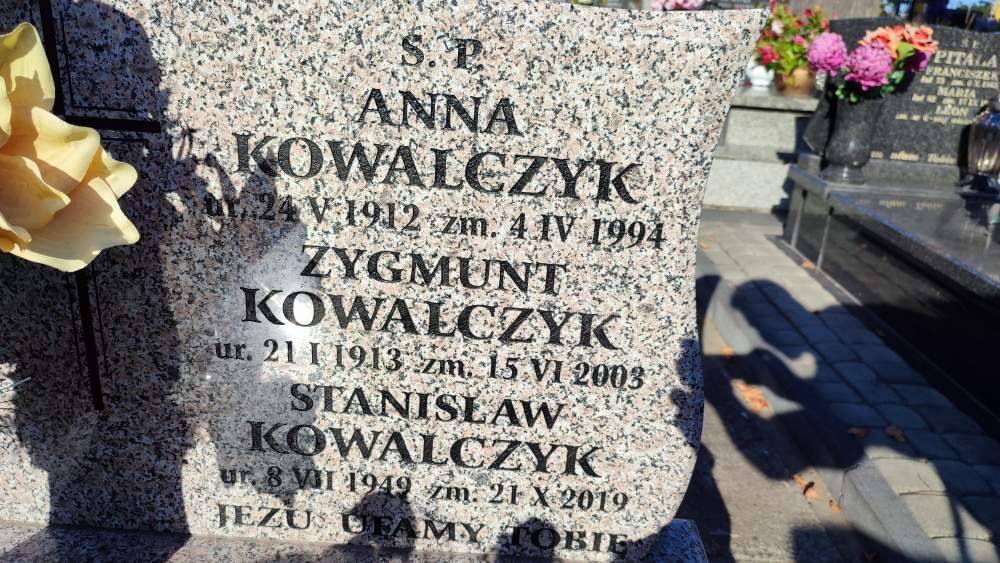 Ś. P.
ANNA
KOWALCZYK
ur. 24 V 1912 zm. 4 IV 1994
ZYGMUNT
KOWALCZYK
ur. 21 I 1913 zm. 15 VI 2003
STANISŁAW
KOWALCZYK
ur. 8 VII 1949 zm. 21 X 2019
JEZU UFAMY TOBIE